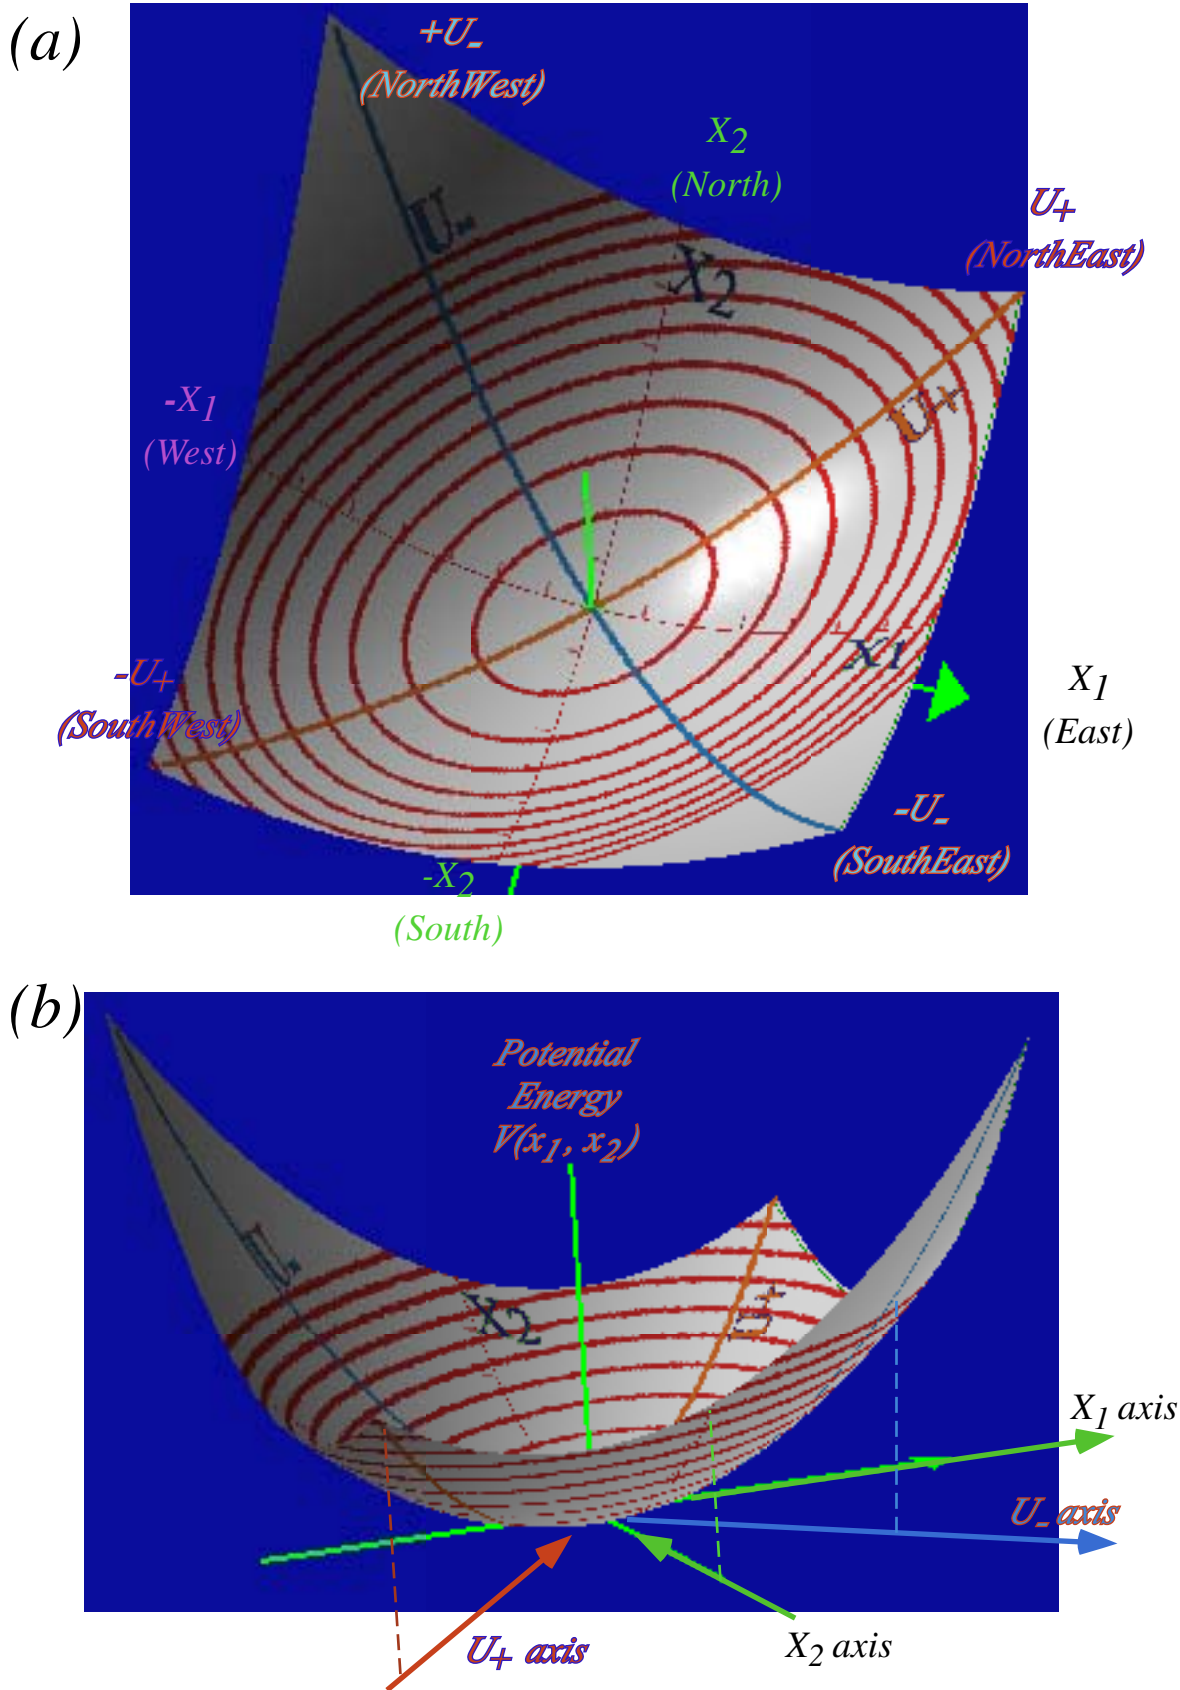 (a)
+U-
(NorthWest)
X2
(North)
U+
(NorthEast)
U-
X2
-X1
(West)
U+
-U+
(SouthWest)
X1
X1
(East)
-U-
(SouthEast)
-X2
(South)
(b)
Potential
Energy
V(x1, x2)
U-
X2
U+
X1 axis
U- axis
U+ axis
X2 axis